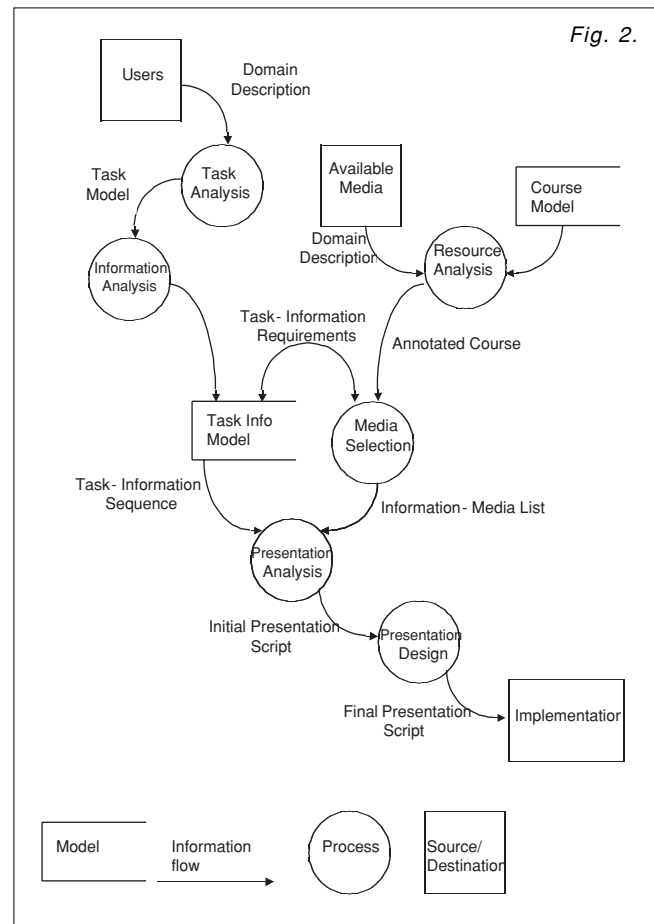 Fig. 2.
Users
Domain
Description
Task
Model
Task
Analysis
Available
Media
Course
Model
Information
Analysis
Domain
Description
Resource
Analysis
Task- Information
Requirements
Annotated Course
Task Info
Model
Media
Selection
Task- Information
Sequence
Information- Media List
Presentation
Analysis
Initial Presentation
Script
Presentation
Design
Final Presentation
Script
Implementation
Model
Information
flow
Process
Source/
Destination